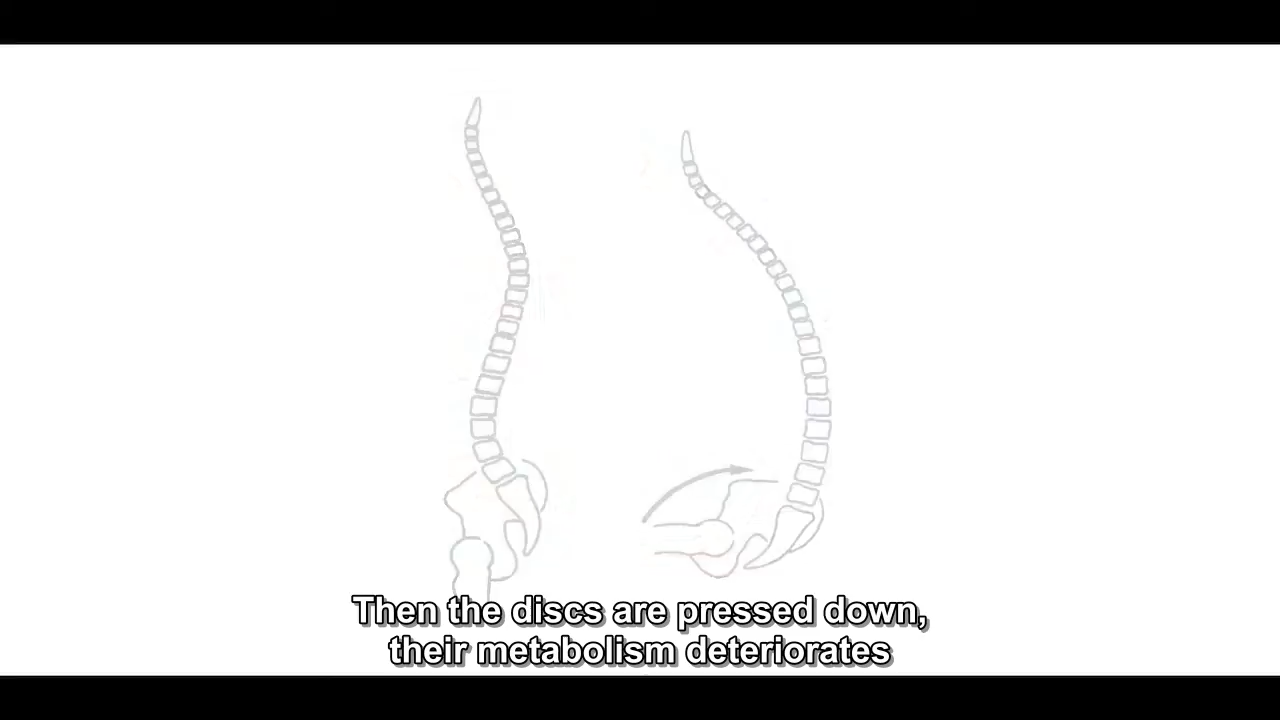 Then the discs are pressed down,
their metabolism deteriorates